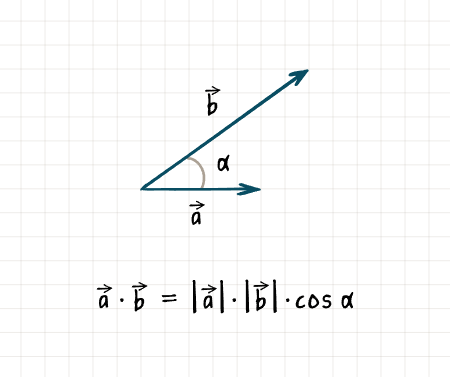 b⃗
α
a⃗
a⃗ · b⃗ = |a⃗| · |b⃗| · cos α